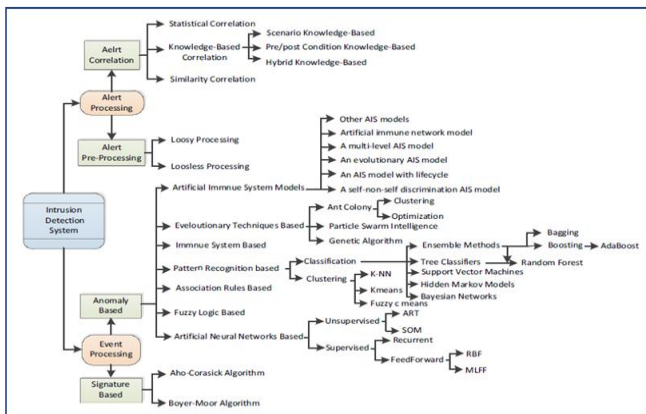 Statistical Correlation
Aelrt
Correlation
Knowledge-Based
Correlation
Scenario Knowledge-Based
Pre/post Condition Knowledge-Based
Hybrid Knowledge-Based
Similarity Correlation
Alert
Processing
Alert
Pre-Processing
Loosy Processing
Loosless Processing
Intrusion
Detection
System
Other AIS models
Artificial immune network model
A multi-level AIS model
An evolutionary AIS model
An AIS model with lifecycle
A self-non-self discrimination AIS model
Artificial Immnue System Models
Eveloutionary Techniques Based
Ant Colony
Clustering
Optimization
Particle Swarm Intelligence
Genetic Algorithm
Immnue System Based
Pattern Recognition based
Classification
Ensemble Methods
Bagging
Boosting
AdaBoost
Tree Classifiers
Random Forest
Support Vector Machines
Hidden Markov Models
Bayesian Networks
Clustering
K-NN
Kmeans
Fuzzy c means
Anomaly
Based
Association Rules Based
Fuzzy Logic Based
Artificial Neural Networks Based
Unsupervised
ART
SOM
Supervised
Recurrent
FeedForward
RBF
MLFF
Event
Processing
Signature
Based
Aho-Corasick Algorithm
Boyer-Moor Algorithm